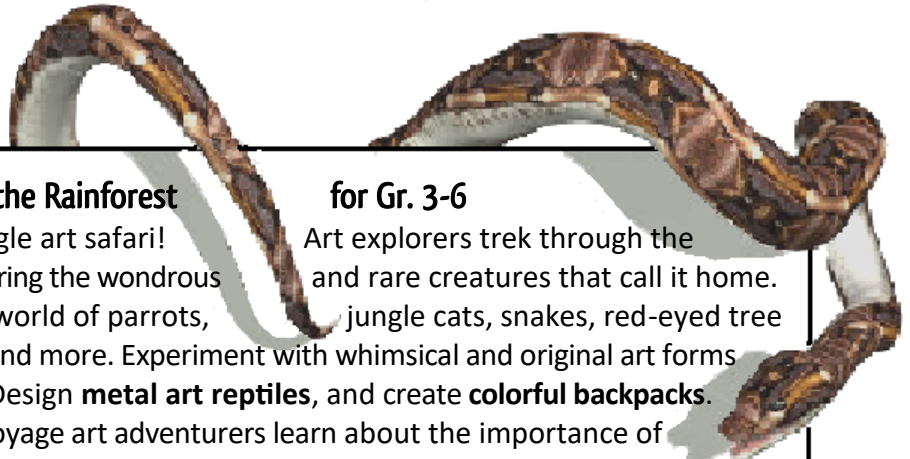 the Rainforest for Gr. 3-6
gle art safari! Art explorers trek through the
ring the wondrous and rare creatures that call it home.
world of parrots, jungle cats, snakes, red-eyed tree
nd more. Experiment with whimsical and original art forms
Design metal art reptiles, and create colorful backpacks.
oyage art adventurers learn about the importance of